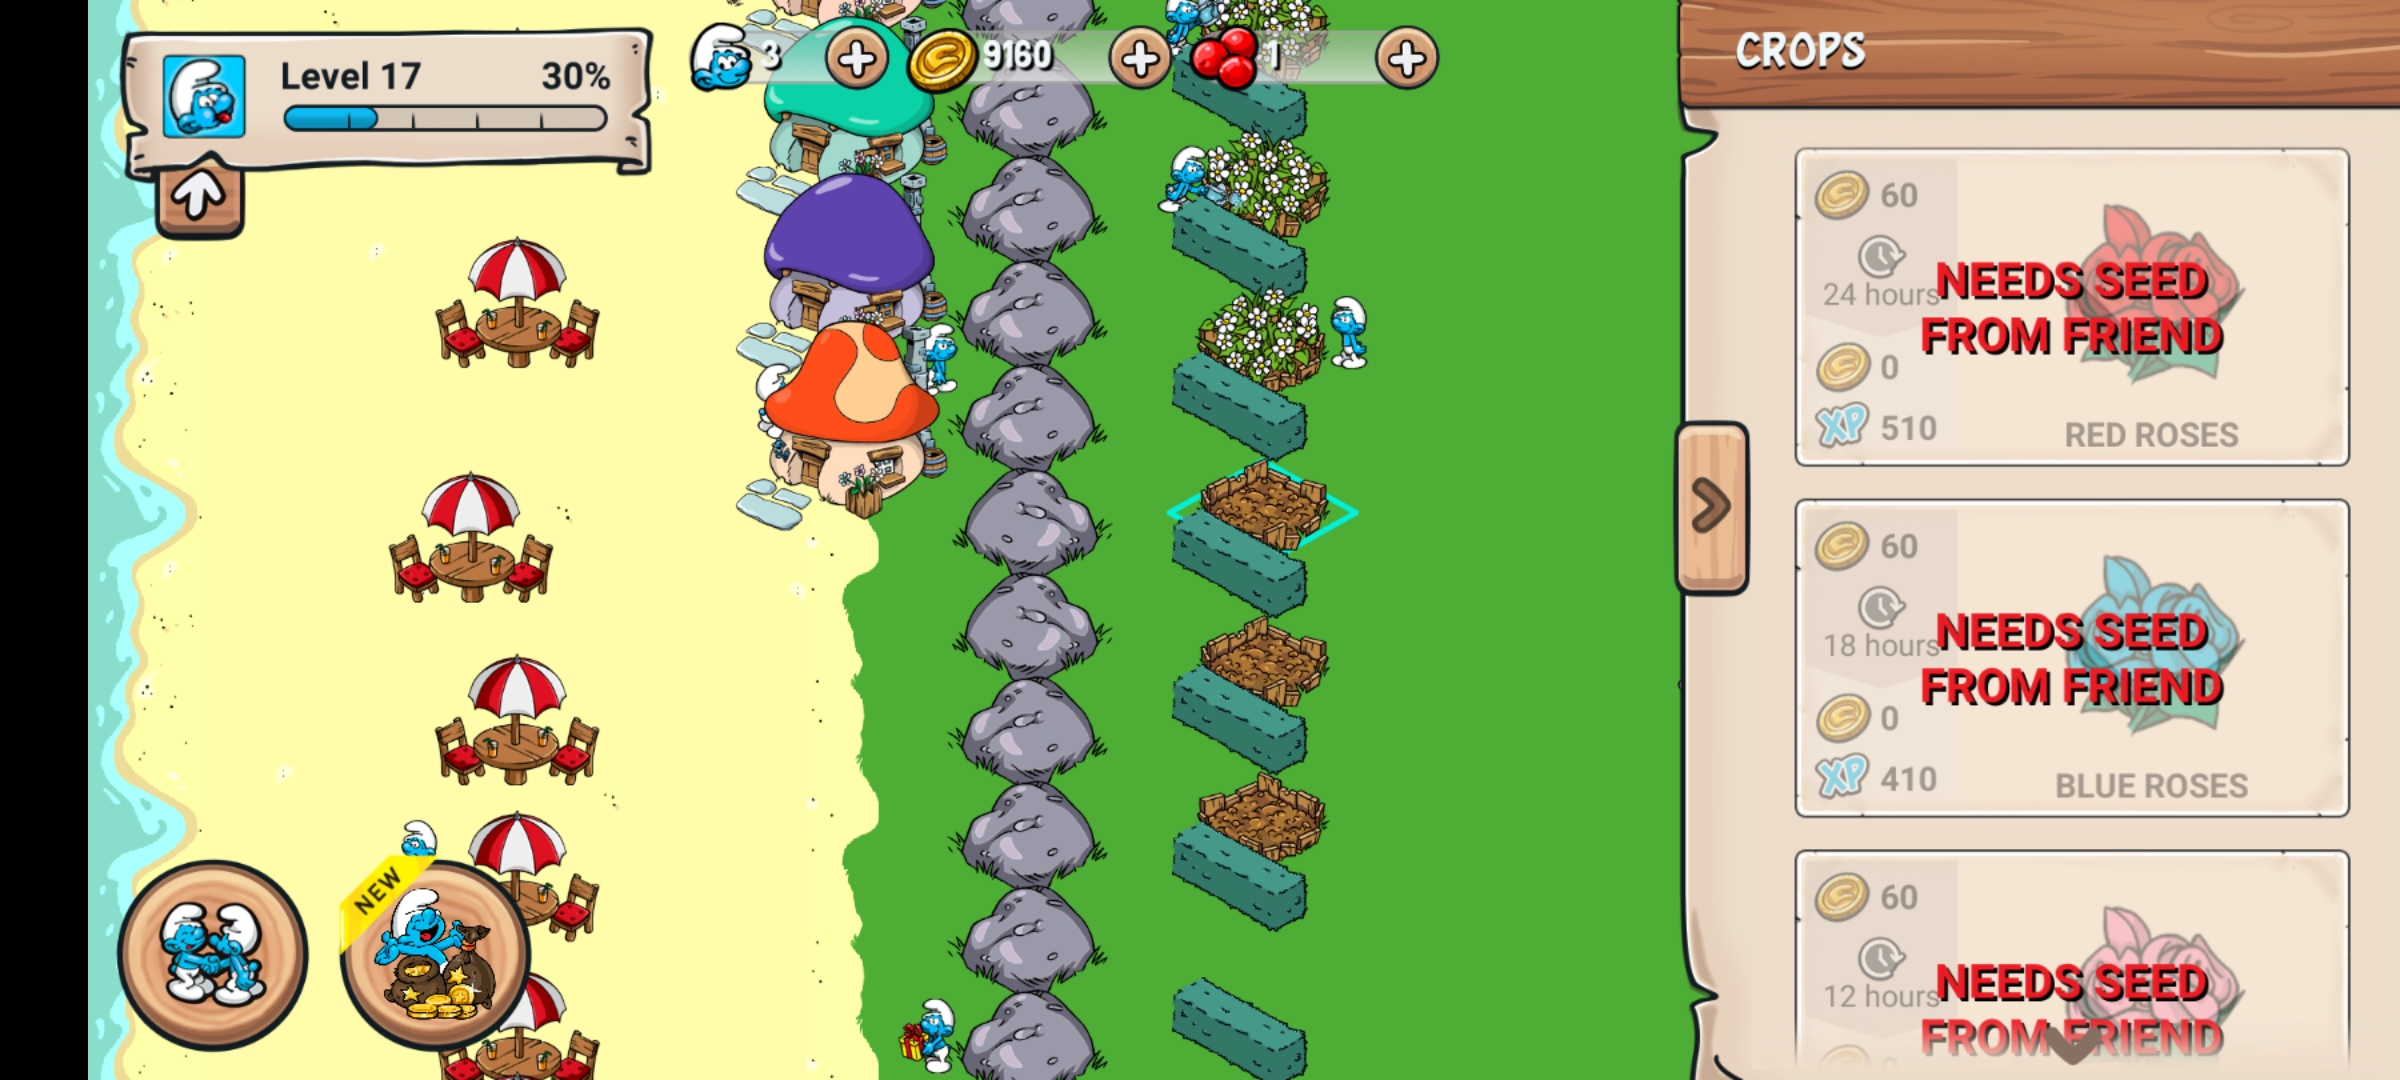 Level 17 30%
3
9160
1
CROPS
60
24 hours
0
XP 510
NEEDS SEED
FROM FRIEND
RED ROSES
60
18 hours
0
XP 410
NEEDS SEED
FROM FRIEND
BLUE ROSES
60
12 hours
NEEDS SEED
FROM FRIEND
NEW